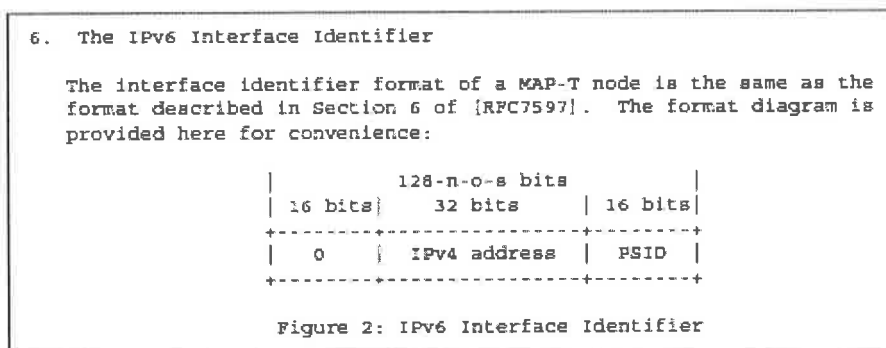 6.  The IPv6 Interface Identifier
The interface identifier format of a MAP-T node is the same as the
format described in Section 6 of [RFC7597].  The format diagram is
provided here for convenience:
|          128-n-o-s bits          |
| 16 bits|    32 bits     | 16 bits|
+--------+----------------+--------+
|   0    |  IPv4 address  |  PSID  |
+--------+----------------+--------+
Figure 2: IPv6 Interface Identifier